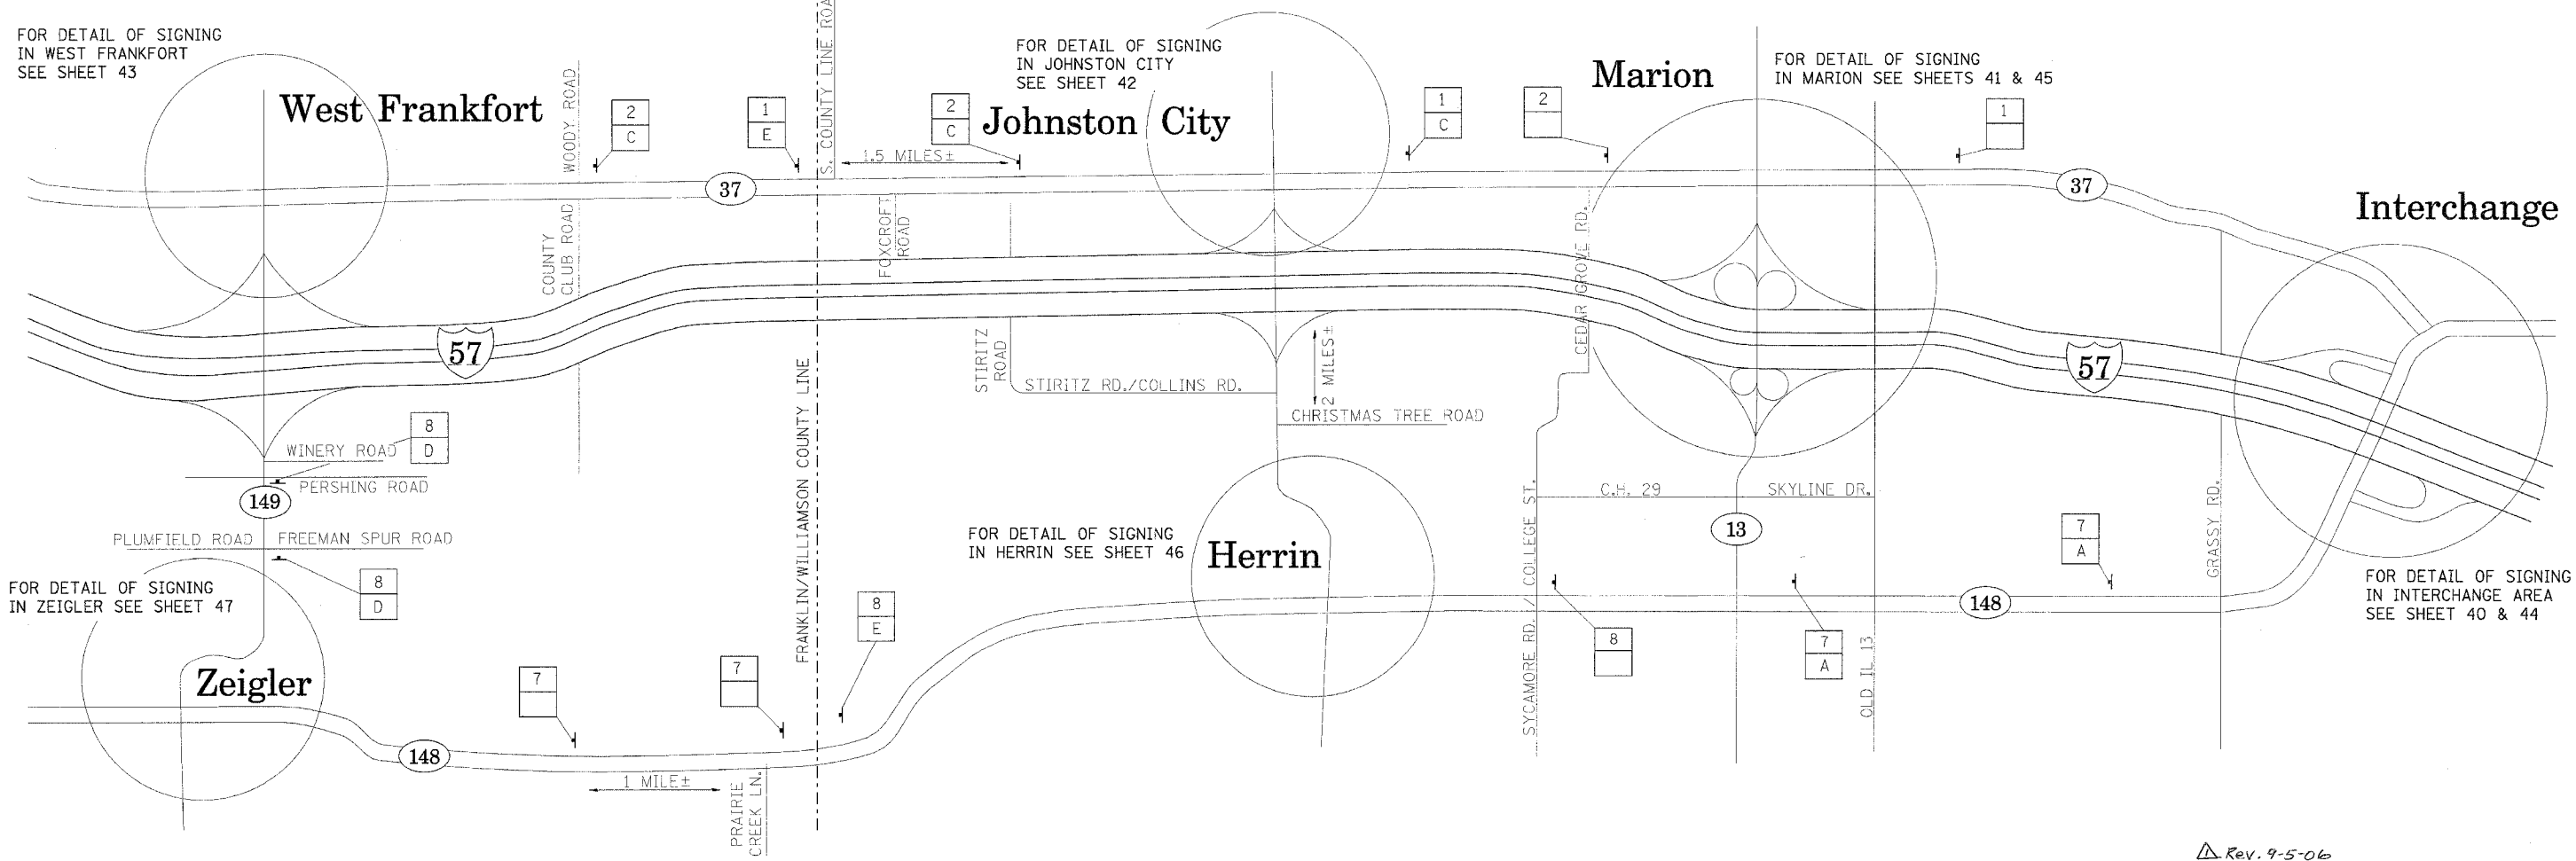 FOR DETAIL OF SIGNING
IN WEST FRANKFORT
SEE SHEET 43
West Frankfort
WOODY ROAD
2
C
1
E
S. COUNTY LINE ROA
2
C
1.5 MILES±
FOR DETAIL OF SIGNING
IN JOHNSTON CITY
SEE SHEET 42
Johnston City
1
C
2
Marion
FOR DETAIL OF SIGNING
IN MARION SEE SHEETS 41 & 45
1
37
37
Interchange
COUNTY
CLUB ROAD
FOXCROFT
ROAD
CEDAR GROVE RD.
57
57
STIRITZ
ROAD
STIRITZ RD./COLLINS RD.
2 MILES±
CHRISTMAS TREE ROAD
8
D
WINERY ROAD
PERSHING ROAD
149
PLUMFIELD ROAD
FREEMAN SPUR ROAD
8
D
FOR DETAIL OF SIGNING
IN ZEIGLER SEE SHEET 47
Zeigler
FRANKLIN/WILLIAMSON COUNTY LINE
8
E
7
7
148
1 MILE±
PRAIRIE
CREEK LN.
FOR DETAIL OF SIGNING
IN HERRIN SEE SHEET 46
Herrin
SYCAMORE RD. / COLLEGE ST.
C.H. 29
SKYLINE DR.
13
8
7
A
OLD IL 13
7
A
148
GRASSY RD.
FOR DETAIL OF SIGNING
IN INTERCHANGE AREA
SEE SHEET 40 & 44
1 Rev. 9-5-06